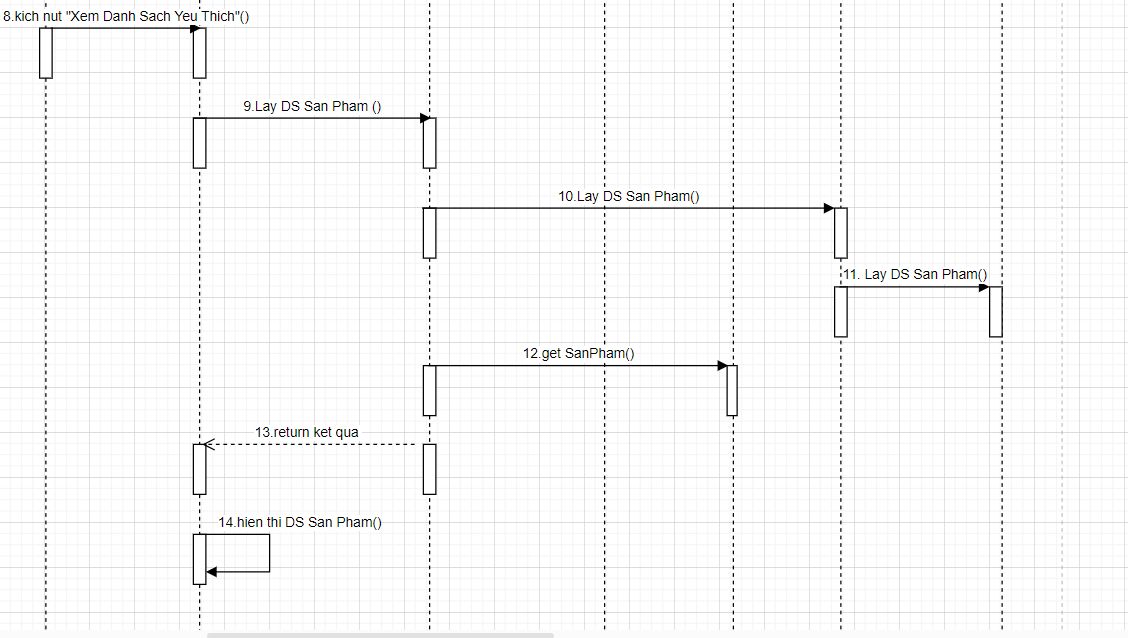 8.kich nut "Xem Danh Sach Yeu Thich"()
9.Lay DS San Pham ()
10.Lay DS San Pham()
11. Lay DS San Pham()
12.get SanPham()
13.return ket qua
14.hien thi DS San Pham()